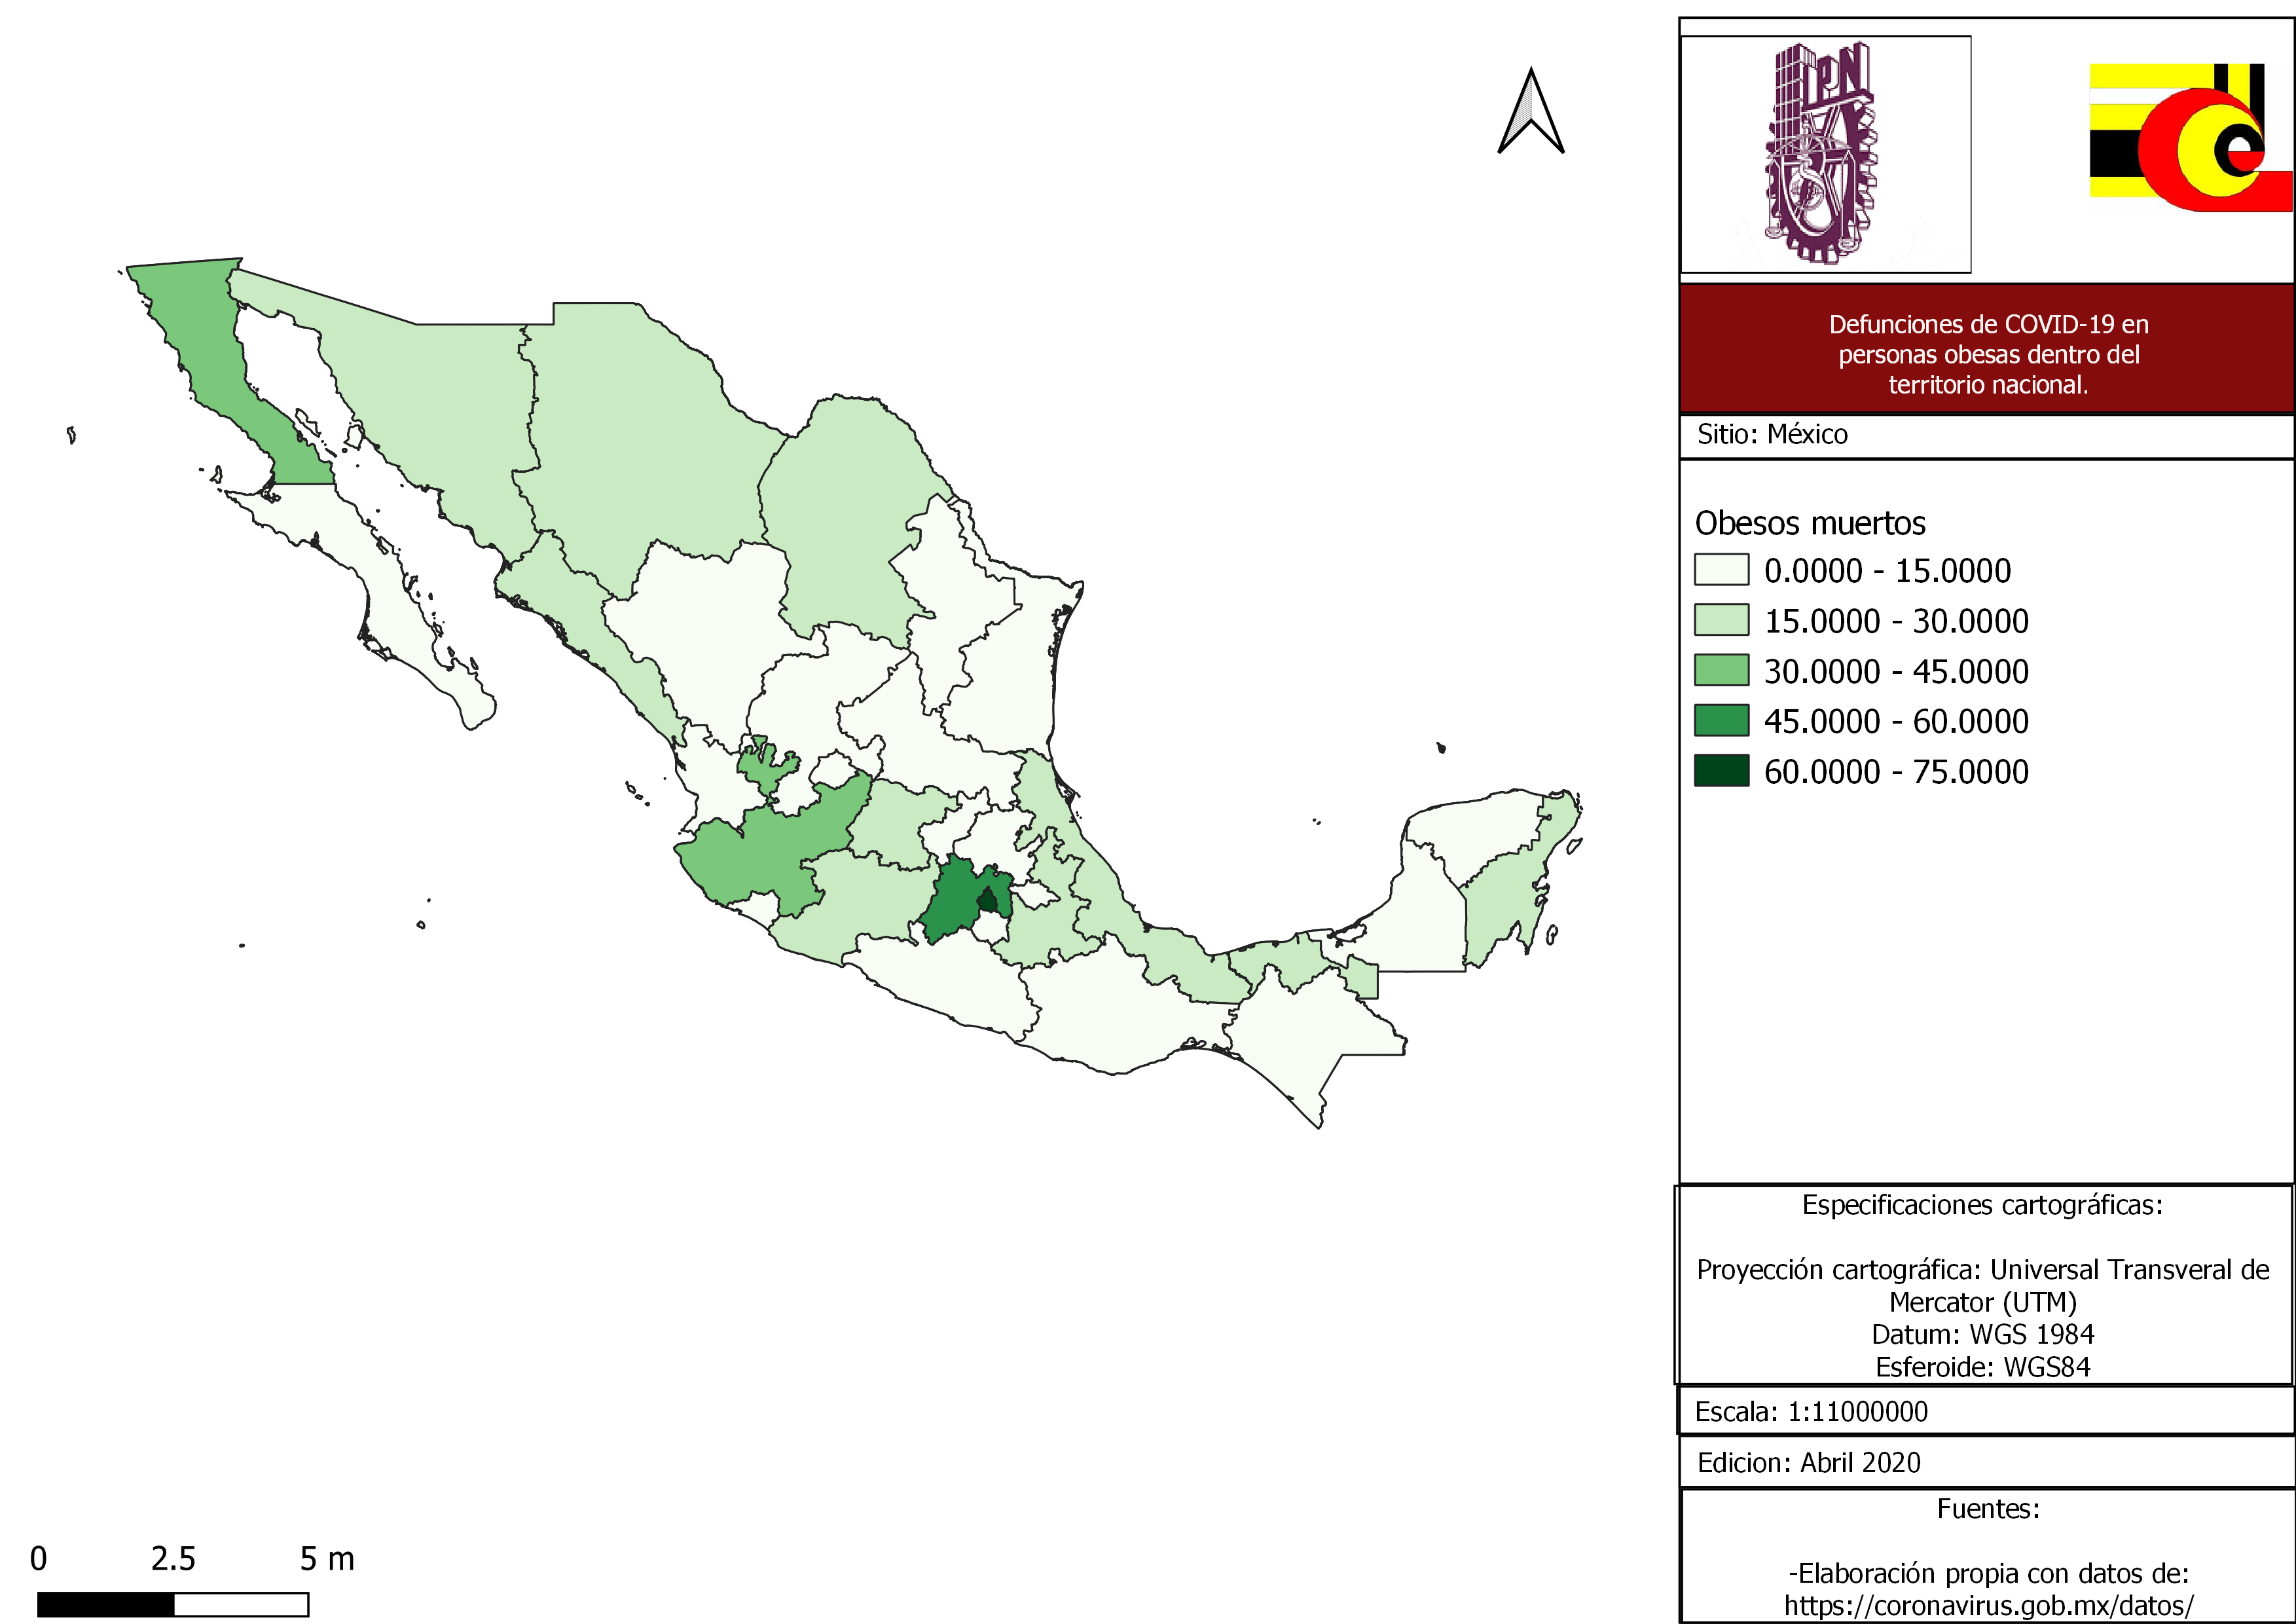 IPN
Defunciones de COVID-19 en
personas obesas dentro del
territorio nacional.
Sitio: México
Obesos muertos
0.0000 - 15.0000
15.0000 - 30.0000
30.0000 - 45.0000
45.0000 - 60.0000
60.0000 - 75.0000
Especificaciones cartográficas:
Proyección cartográfica: Universal Transveral de
Mercator (UTM)
Datum: WGS 1984
Esferoide: WGS84
Escala: 1:11000000
Edicion: Abril 2020
Fuentes:
-Elaboración propia con datos de:
https://coronavirus.gob.mx/datos/
0 2.5 5 m